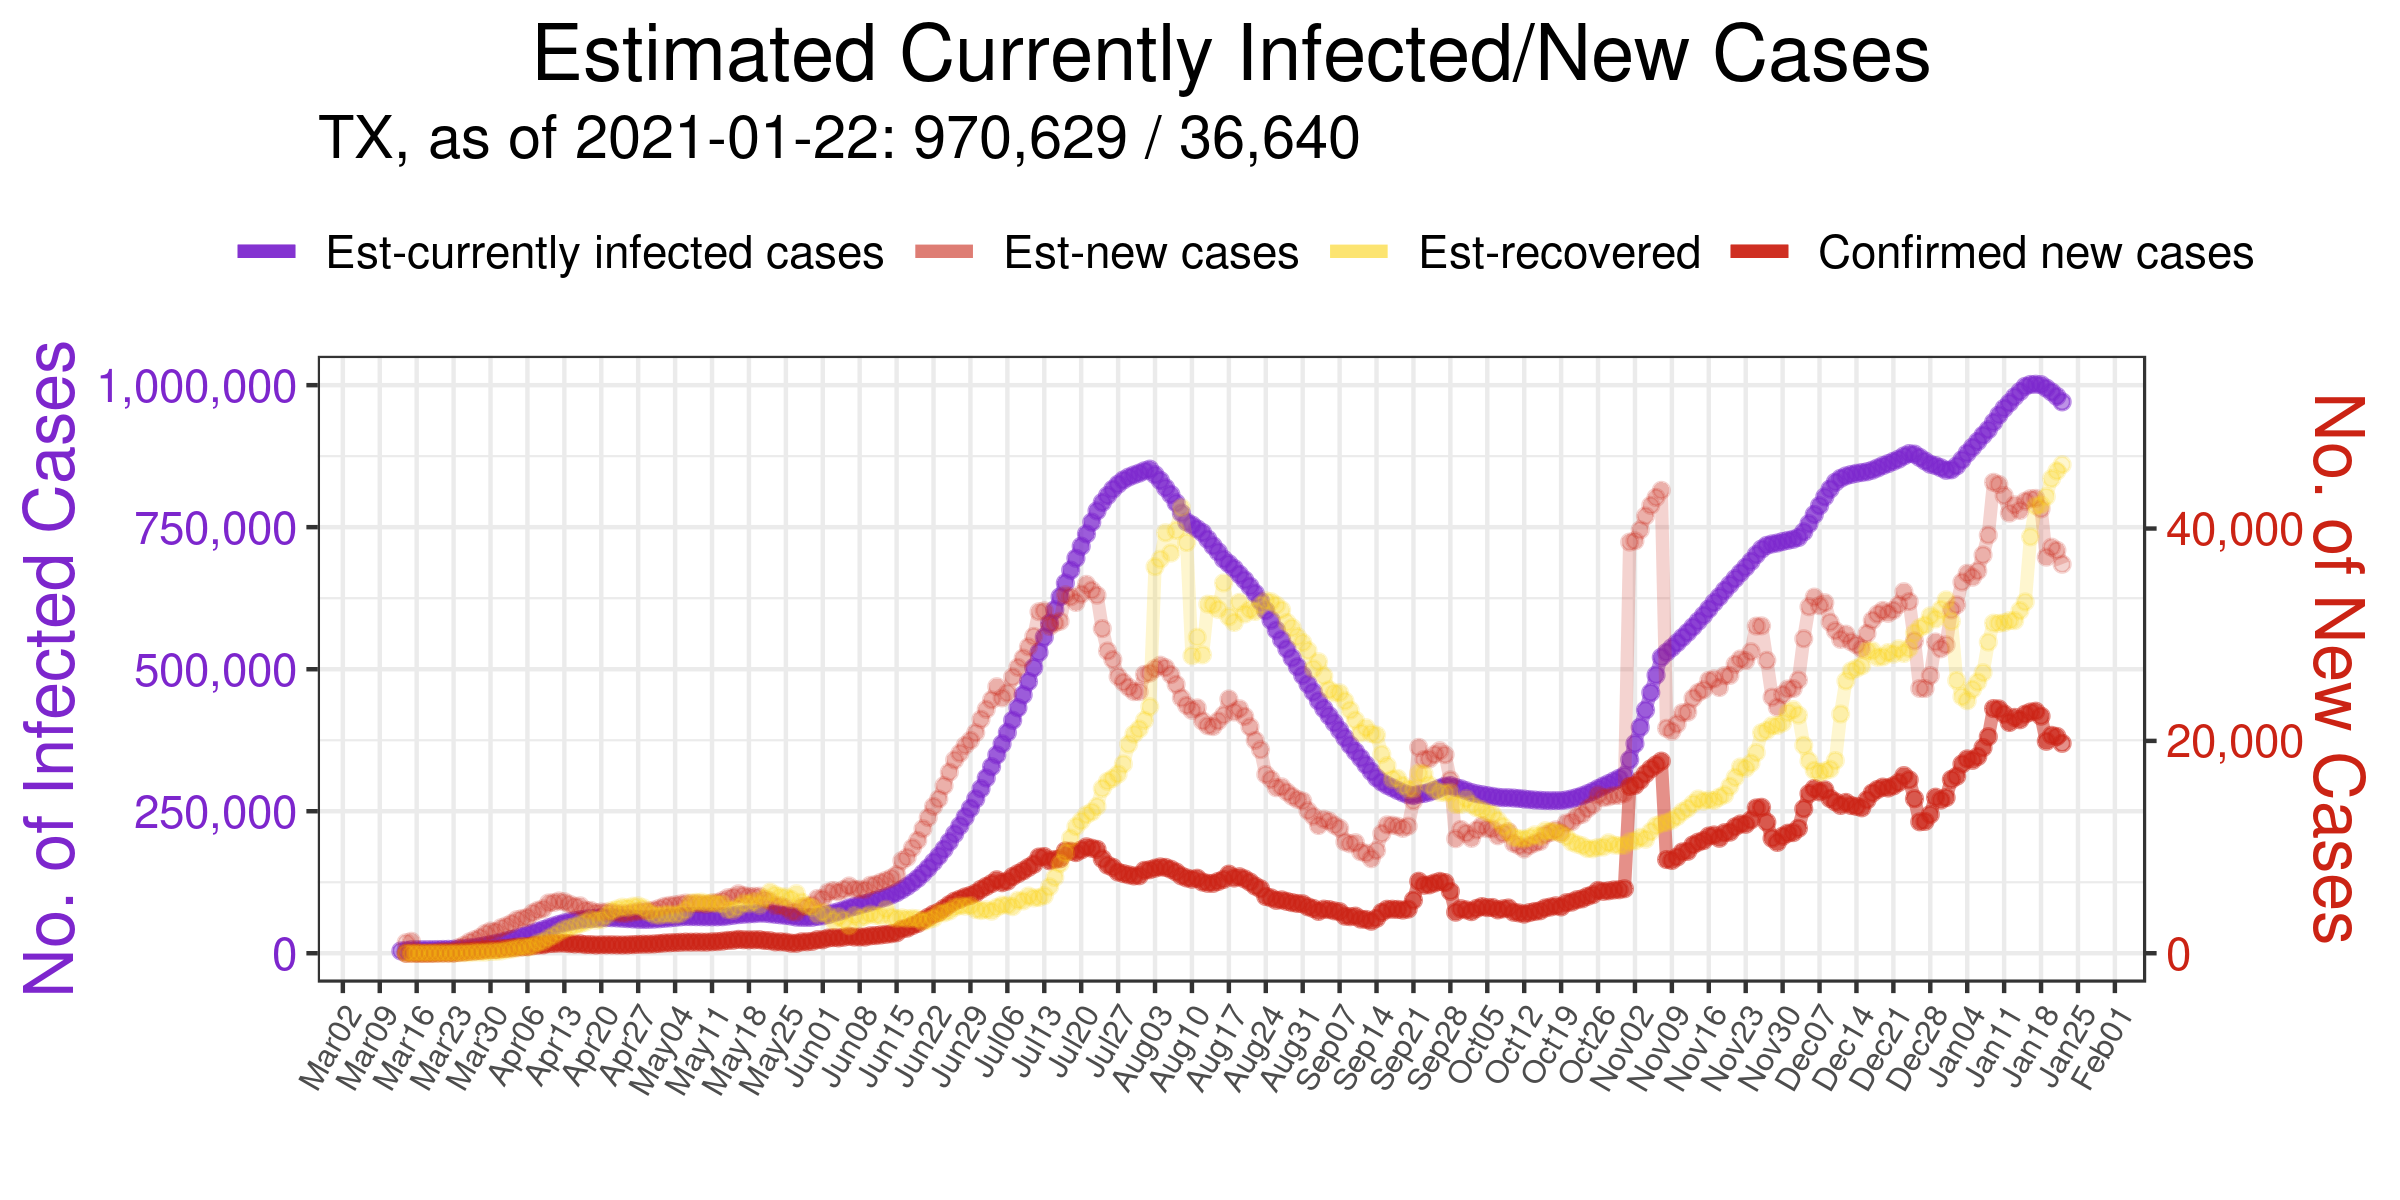 Estimated Currently Infected/New Cases
TX, as of 2021-01-22: 970,629 / 36,640
Est-currently infected cases
Est-new cases
Est-recovered
Confirmed new cases
No. of Infected Cases
1,000,000
750,000
500,000
250,000
0
No. of New Cases
40,000
20,000
0
Mar02
Mar09
Mar16
Mar23
Mar30
Apr06
Apr13
Apr20
Apr27
May04
May11
May18
May25
Jun01
Jun08
Jun15
Jun22
Jun29
Jul06
Jul13
Jul20
Jul27
Aug03
Aug10
Aug17
Aug24
Aug31
Sep07
Sep14
Sep21
Sep28
Oct05
Oct12
Oct19
Oct26
Nov02
Nov09
Nov16
Nov23
Nov30
Dec07
Dec14
Dec21
Dec28
Jan04
Jan11
Jan18
Jan25
Feb01